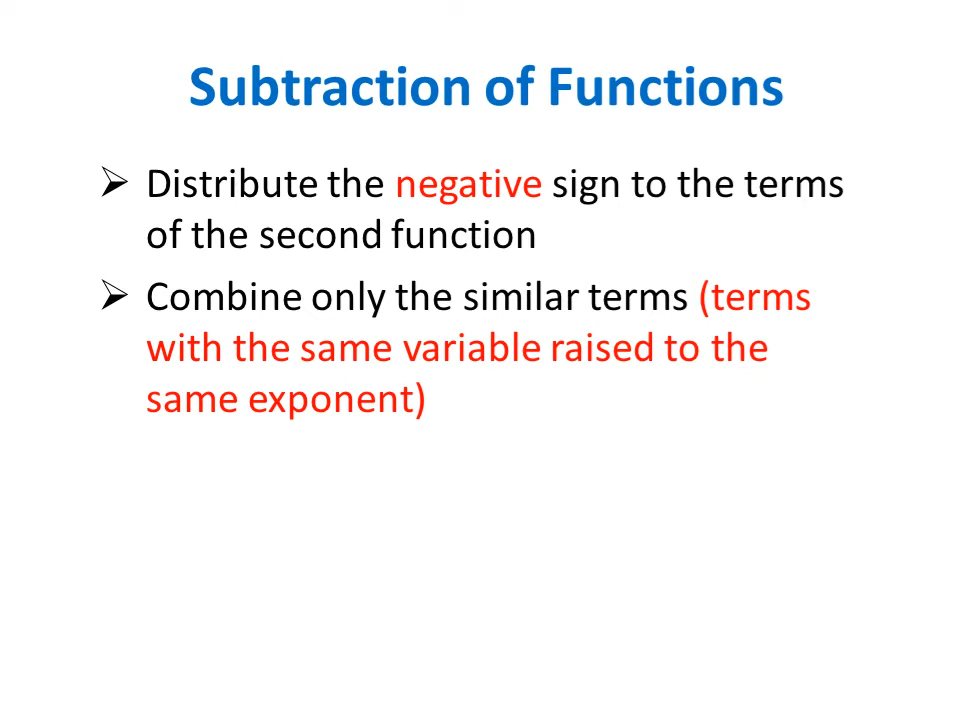 Subtraction of Functions
➢ Distribute the negative sign to the terms
of the second function
➢ Combine only the similar terms (terms
with the same variable raised to the
same exponent)